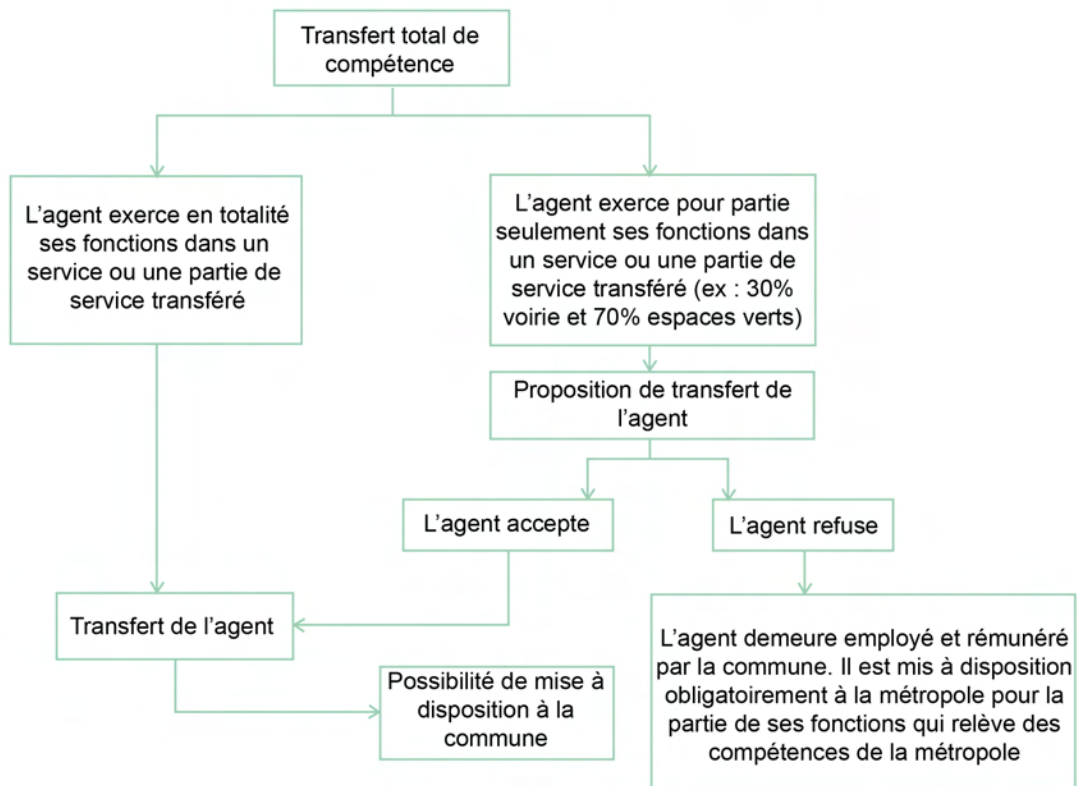 Transfert total de
compétence
L'agent exerce en totalité
ses fonctions dans un
service ou une partie de
service transféré
L'agent exerce pour partie
seulement ses fonctions dans
un service ou une partie de
service transféré (ex : 30%
voirie et 70% espaces verts)
Proposition de transfert de
l'agent
L'agent accepte
L'agent refuse
Transfert de l'agent
Possibilité de mise à
disposition à la
commune
L'agent demeure employé et rémunéré
par la commune. Il est mis à disposition
obligatoirement à la métropole pour la
partie de ses fonctions qui relève des
compétences de la métropole